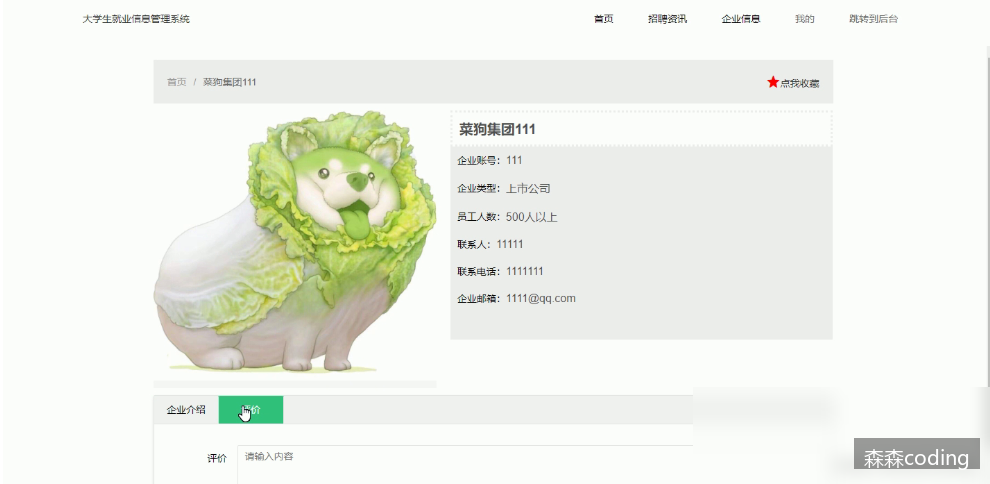 大学生就业信息管理系统 首页 招聘资讯 企业信息 我的 跳转到后台
首页 / 菜狗集团111 ★点我收藏
菜狗集团111
企业账号：111
企业类型：上市公司
员工人数：500人以上
联系人：11111
联系电话：1111111
企业邮箱：1111@qq.com
企业介绍 评价
评价 请输入内容
森森coding